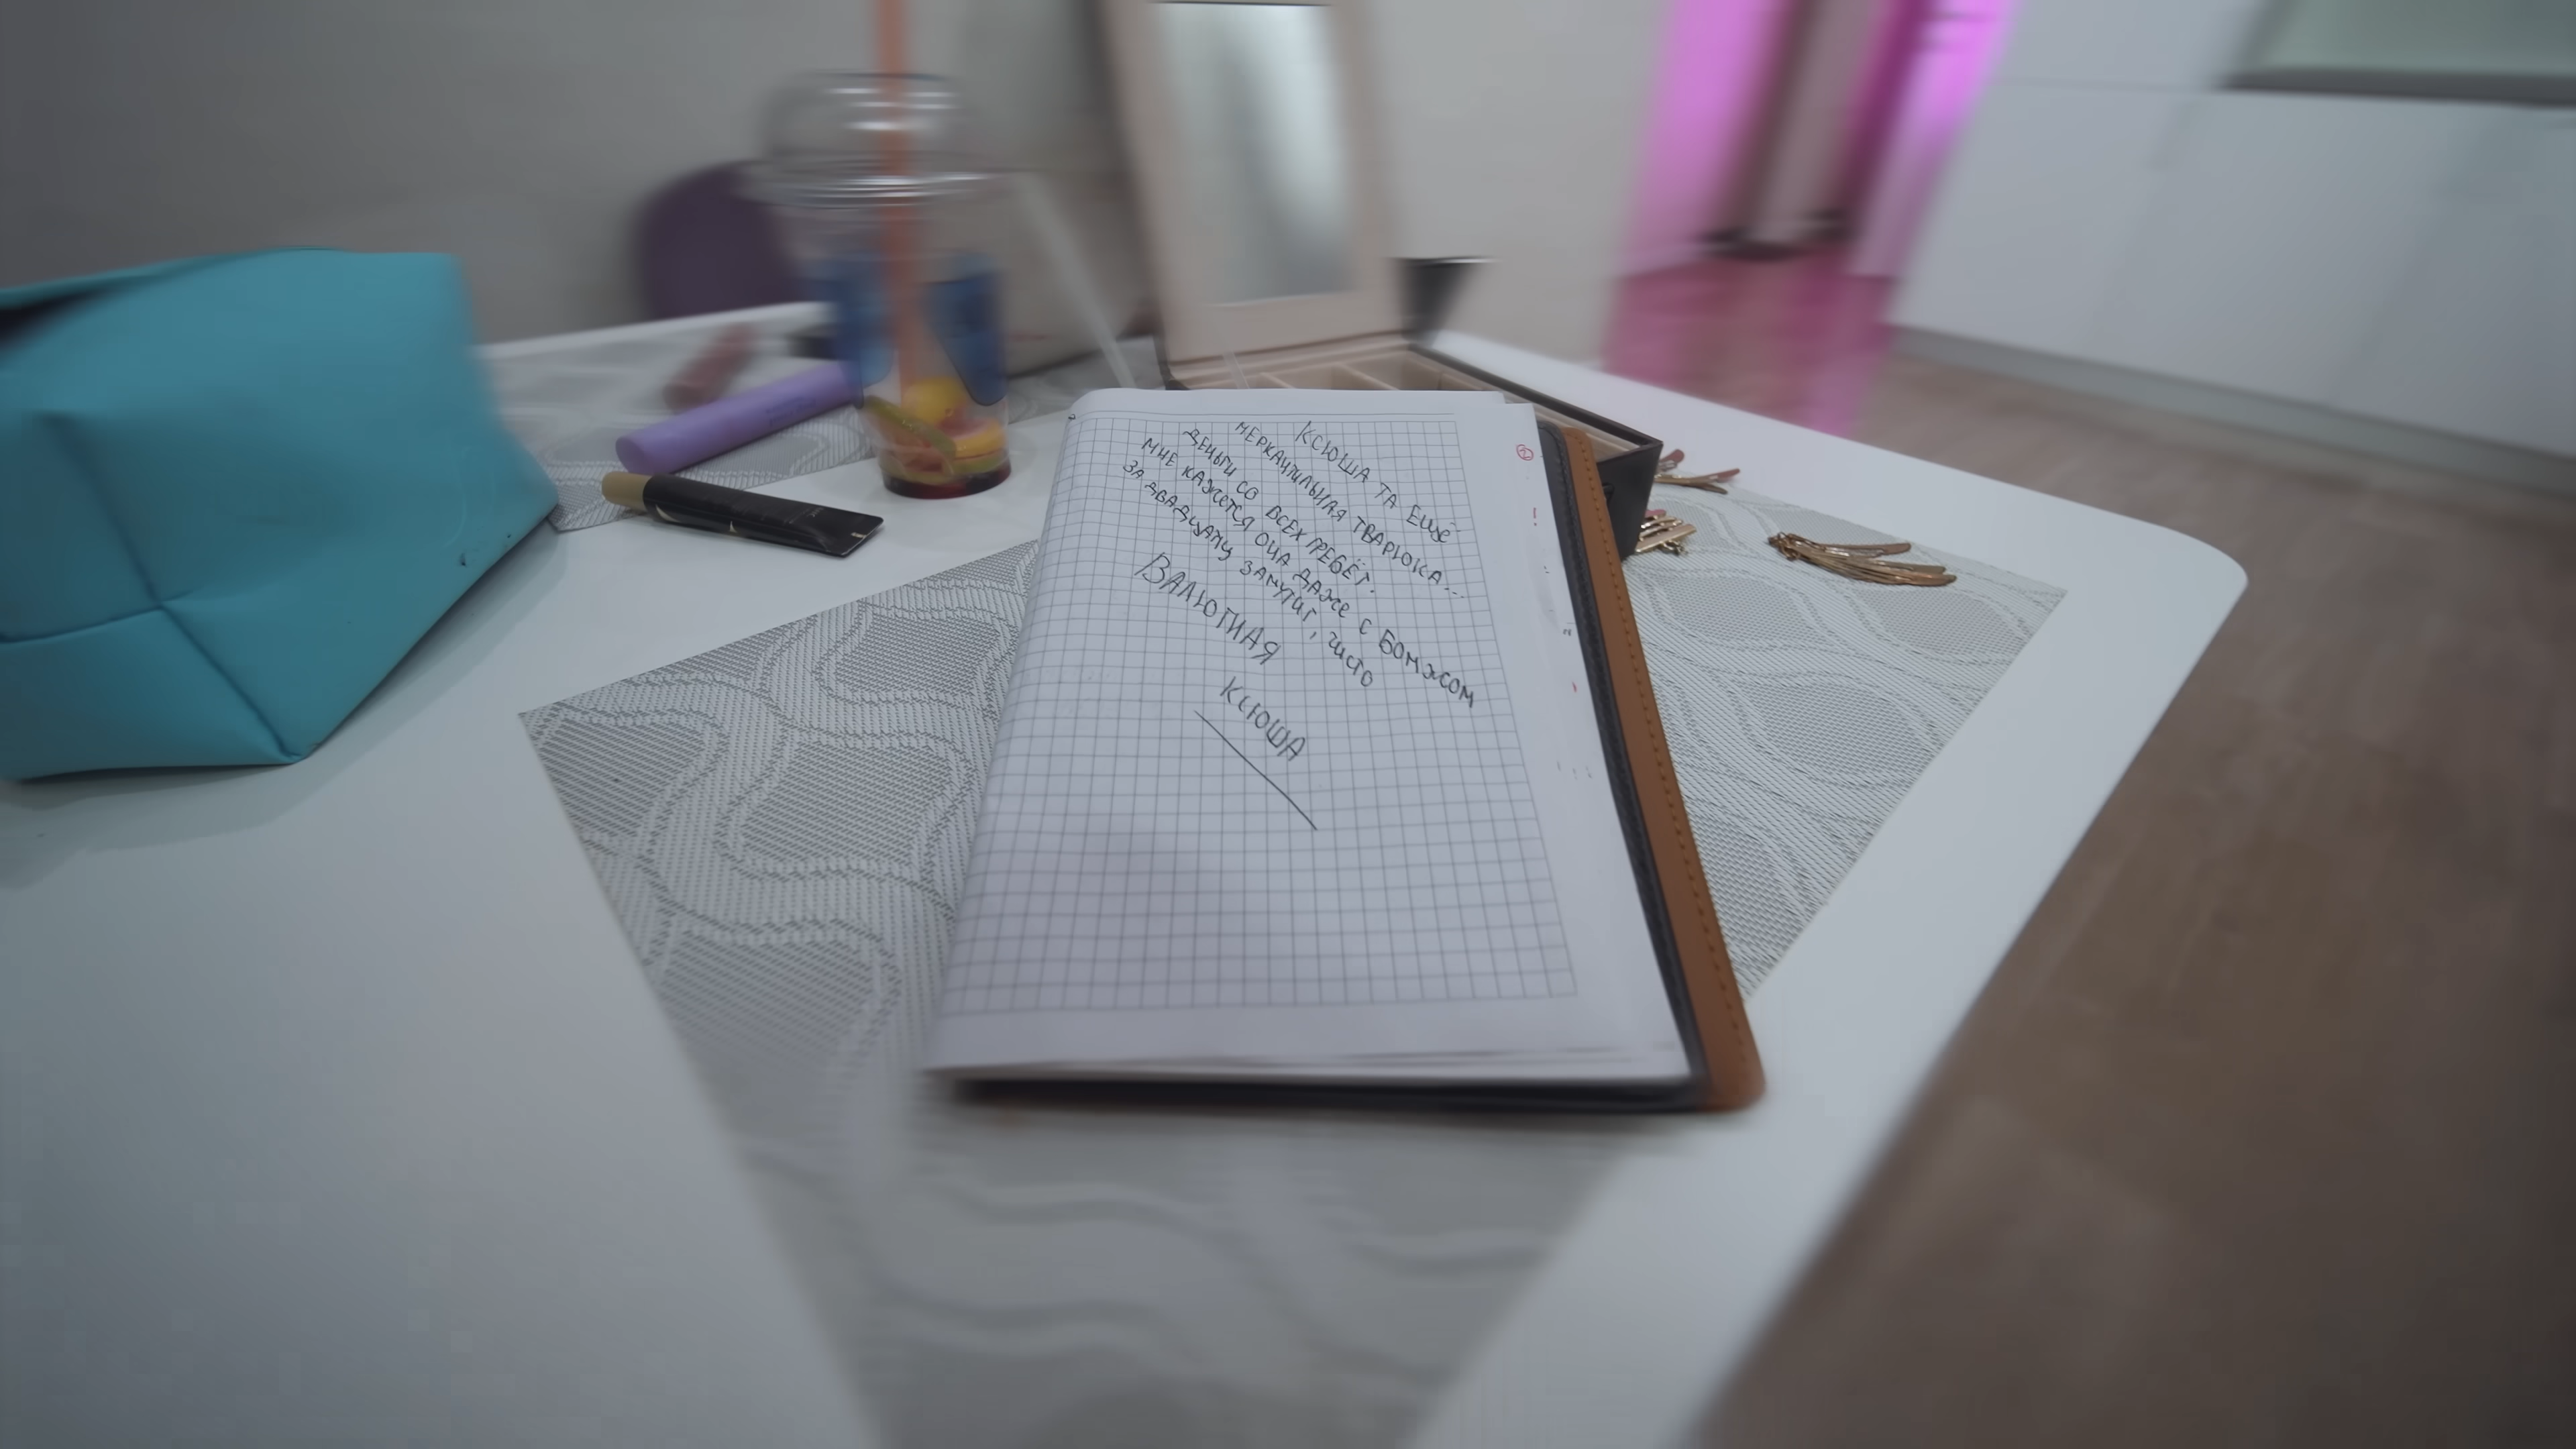 Ксюша та ещё
меркантильная тварюка...
деньги со всех гребёт.
мне кажется она даже с бомжом
за двадцатку замутит, чисто
Валютная
Ксюша